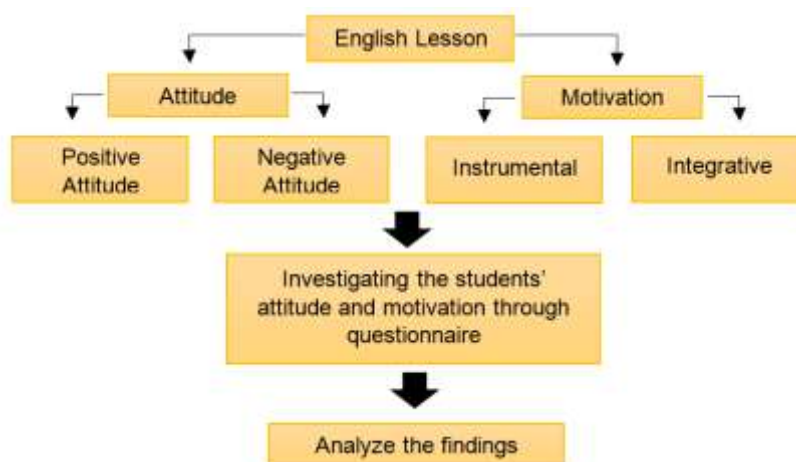 English Lesson
Attitude
Motivation
Positive
Attitude
Negative
Attitude
Instrumental
Integrative
Investigating the students’
attitude and motivation through
questionnaire
Analyze the findings